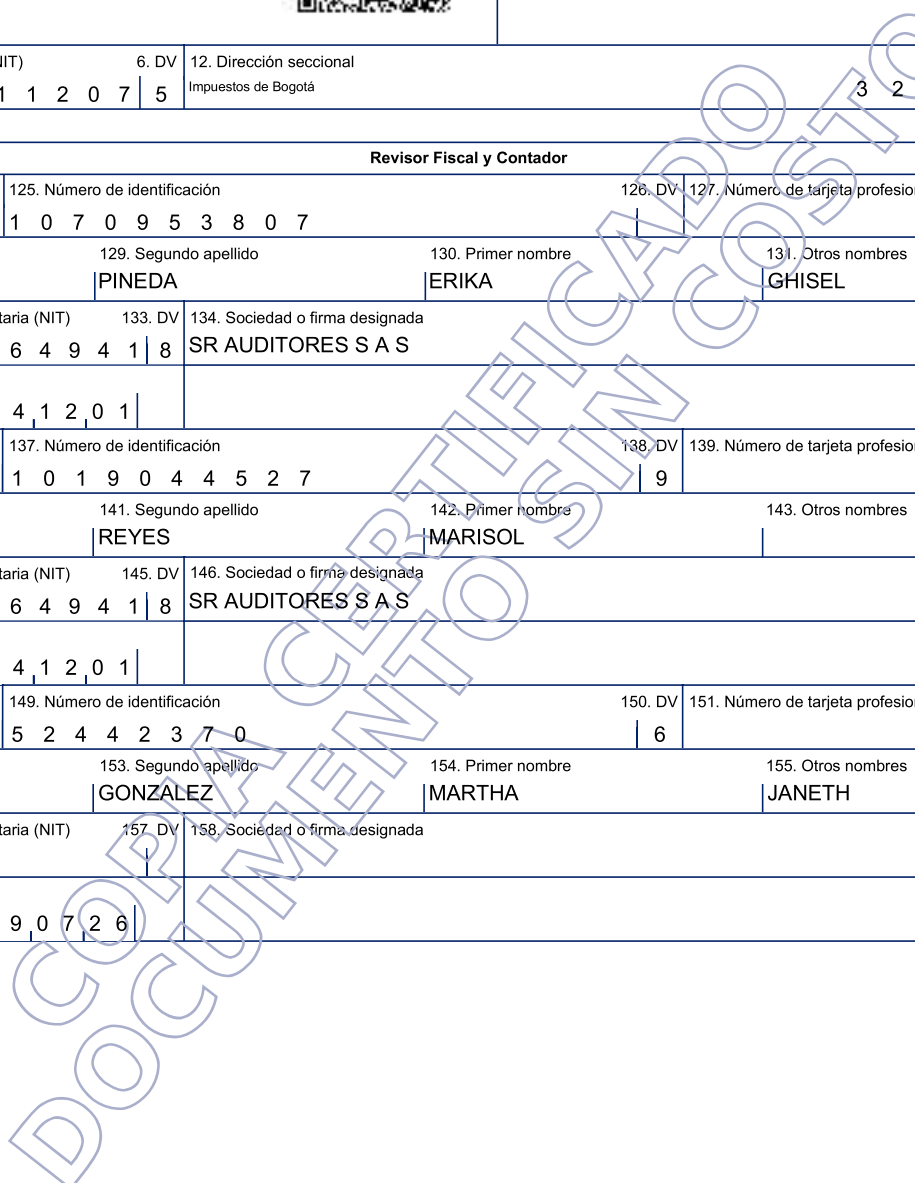 NIT) 6. DV 12. Dirección seccional
1 1 2 0 7 5 Impuestos de Bogotá 3 2
Revisor Fiscal y Contador
125. Número de identificación 126. DV 127. Número de tarjeta profesio
1 0 7 0 9 5 3 8 0 7
129. Segundo apellido 130. Primer nombre 131. Otros nombres
PINEDA ERIKA GHISEL
taria (NIT) 133. DV 134. Sociedad o firma designada
6 4 9 4 1 8 SR AUDITORES S A S
4 1 2 0 1
137. Número de identificación 138. DV 139. Número de tarjeta profesio
1 0 1 9 0 4 4 5 2 7 9
141. Segundo apellido 142. Primer nombre 143. Otros nombres
REYES MARISOL
taria (NIT) 145. DV 146. Sociedad o firma designada
6 4 9 4 1 8 SR AUDITORES S A S
4 1 2 0 1
149. Número de identificación 150. DV 151. Número de tarjeta profesio
5 2 4 4 2 3 7 0 6
153. Segundo apellido 154. Primer nombre 155. Otros nombres
GONZALEZ MARTHA JANETH
taria (NIT) 157. DV 158. Sociedad o firma designada
9 0 7 2 6
COPIA CERTIFICADO
DOCUMENTO SIN COSTO